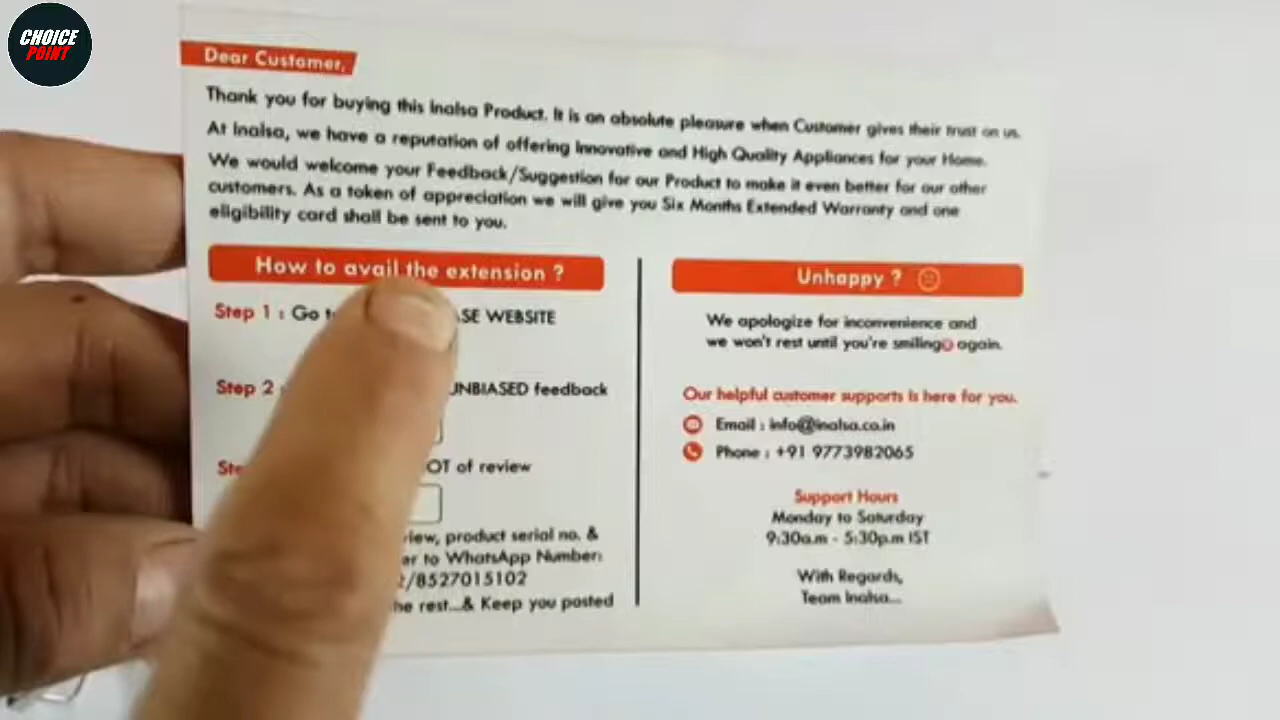 CHOICE
POINT
Dear Customer,
Thank you for buying this Inalsa Product. It is an absolute pleasure when Customer gives their trust on us.
At Inalsa, we have a reputation of offering Innovative and High Quality Appliances for your Home.
We would welcome your Feedback/Suggestion for our Product to make it even better for our other
customers. As a token of appreciation we will give you Six Months Extended Warranty and one
eligibility card shall be sent to you.
How to avail the extension ?
Step 1 : Go
WEBSITE
Step 2
UNBIASED feedback
of review
product serial no. &
to WhatsApp Number:
/8527015102
rest...& Keep you posted
Unhappy ?
We apologize for inconvenience and
we won't rest until you're smiling again.
Our helpful customer supports is here for you.
Email : info@inalsa.co.in
Phone : +91 9773982065
Support Hours
Monday to Saturday
9:30a.m - 5:30p.m IST
With Regards,
Team Inalsa...